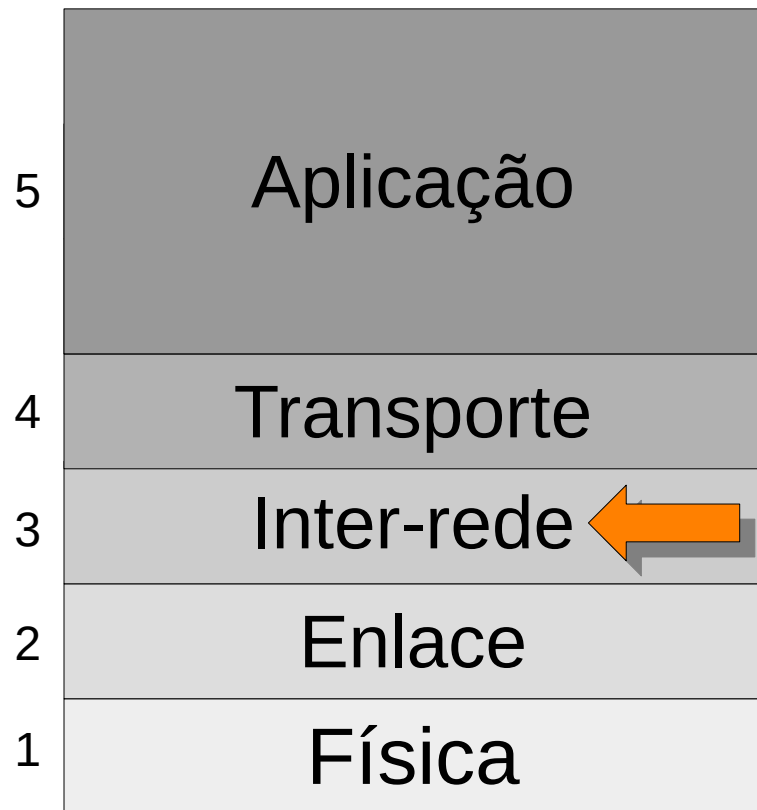 5 Aplicação
4 Transporte
3 Inter-rede
2 Enlace
1 Física